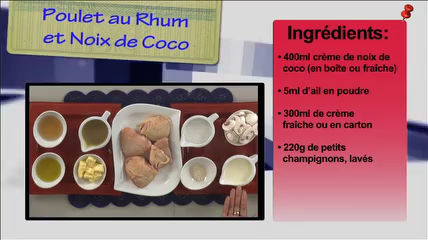 Poulet au Rhum
et Noix de Coco
Ingrédients:
• 400ml crème de noix de
coco (en boîte ou fraîche)
• 5ml d'ail en poudre
• 300ml de crème
fraîche ou en carton
• 220g de petits
champignons, lavés